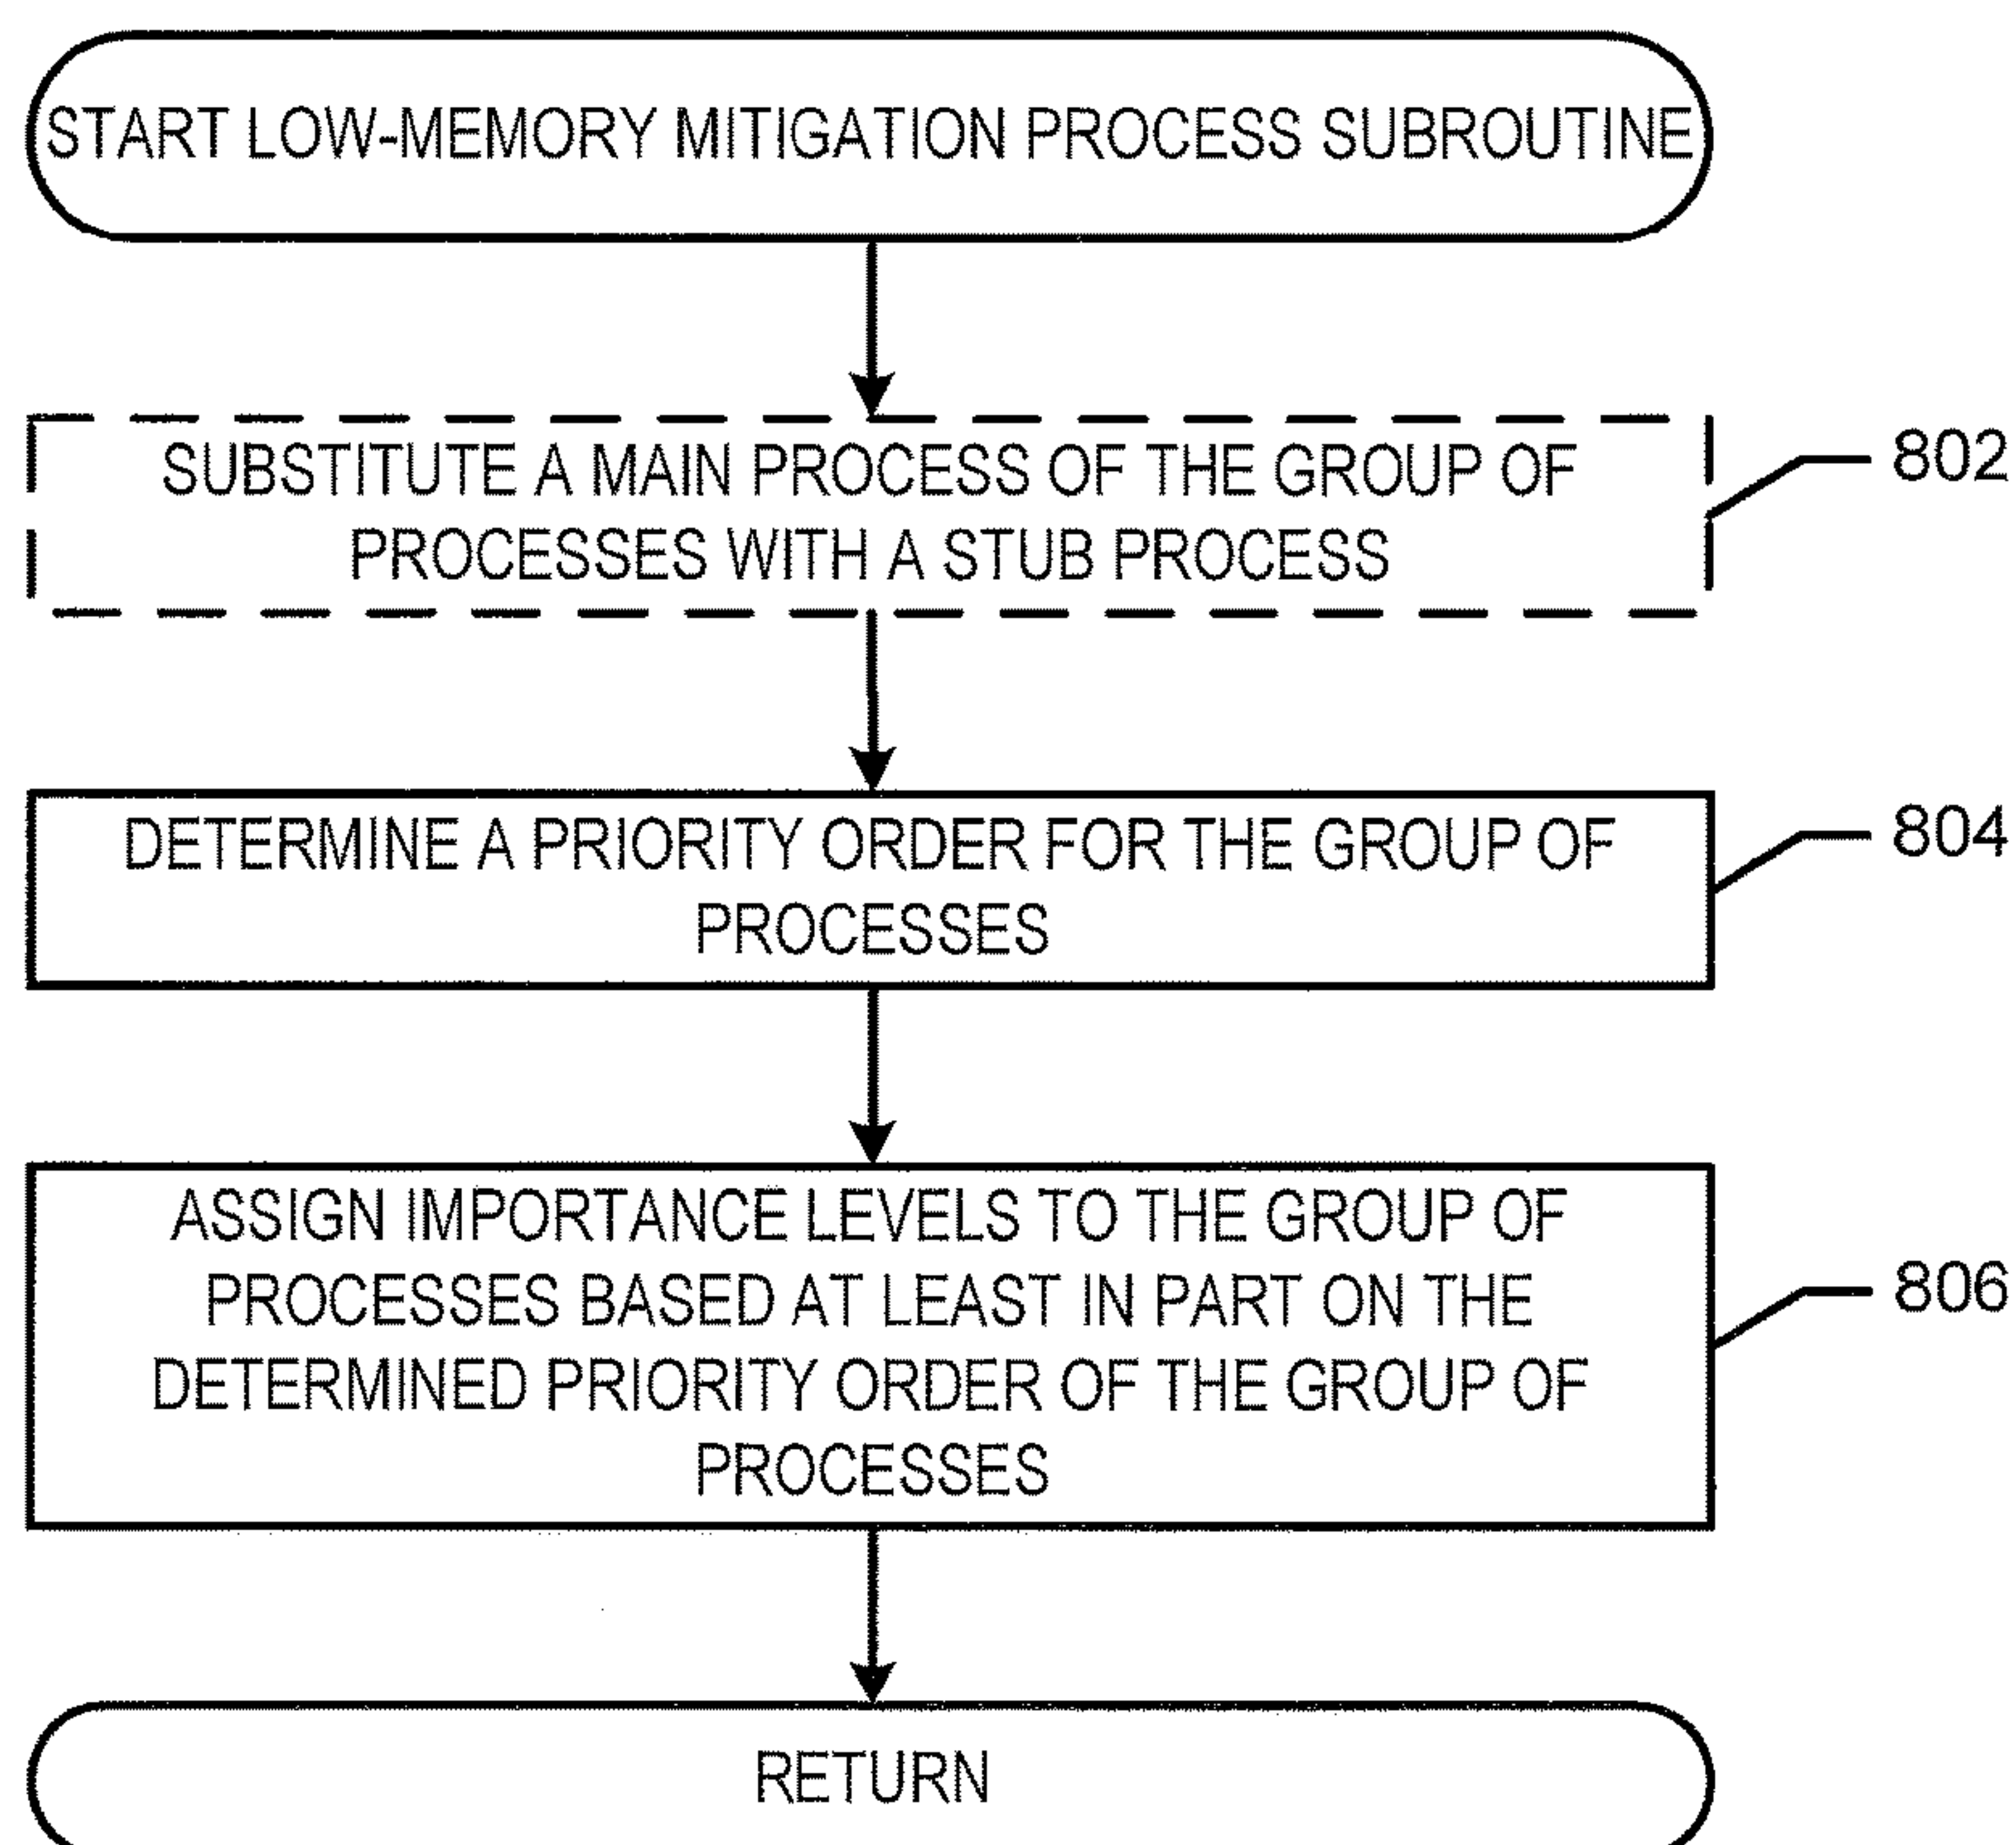 START LOW-MEMORY MITIGATION PROCESS SUBROUTINE
SUBSTITUTE A MAIN PROCESS OF THE GROUP OF
PROCESSES WITH A STUB PROCESS
802
DETERMINE A PRIORITY ORDER FOR THE GROUP OF
PROCESSES
804
ASSIGN IMPORTANCE LEVELS TO THE GROUP OF
PROCESSES BASED AT LEAST IN PART ON THE
DETERMINED PRIORITY ORDER OF THE GROUP OF
PROCESSES
806
RETURN